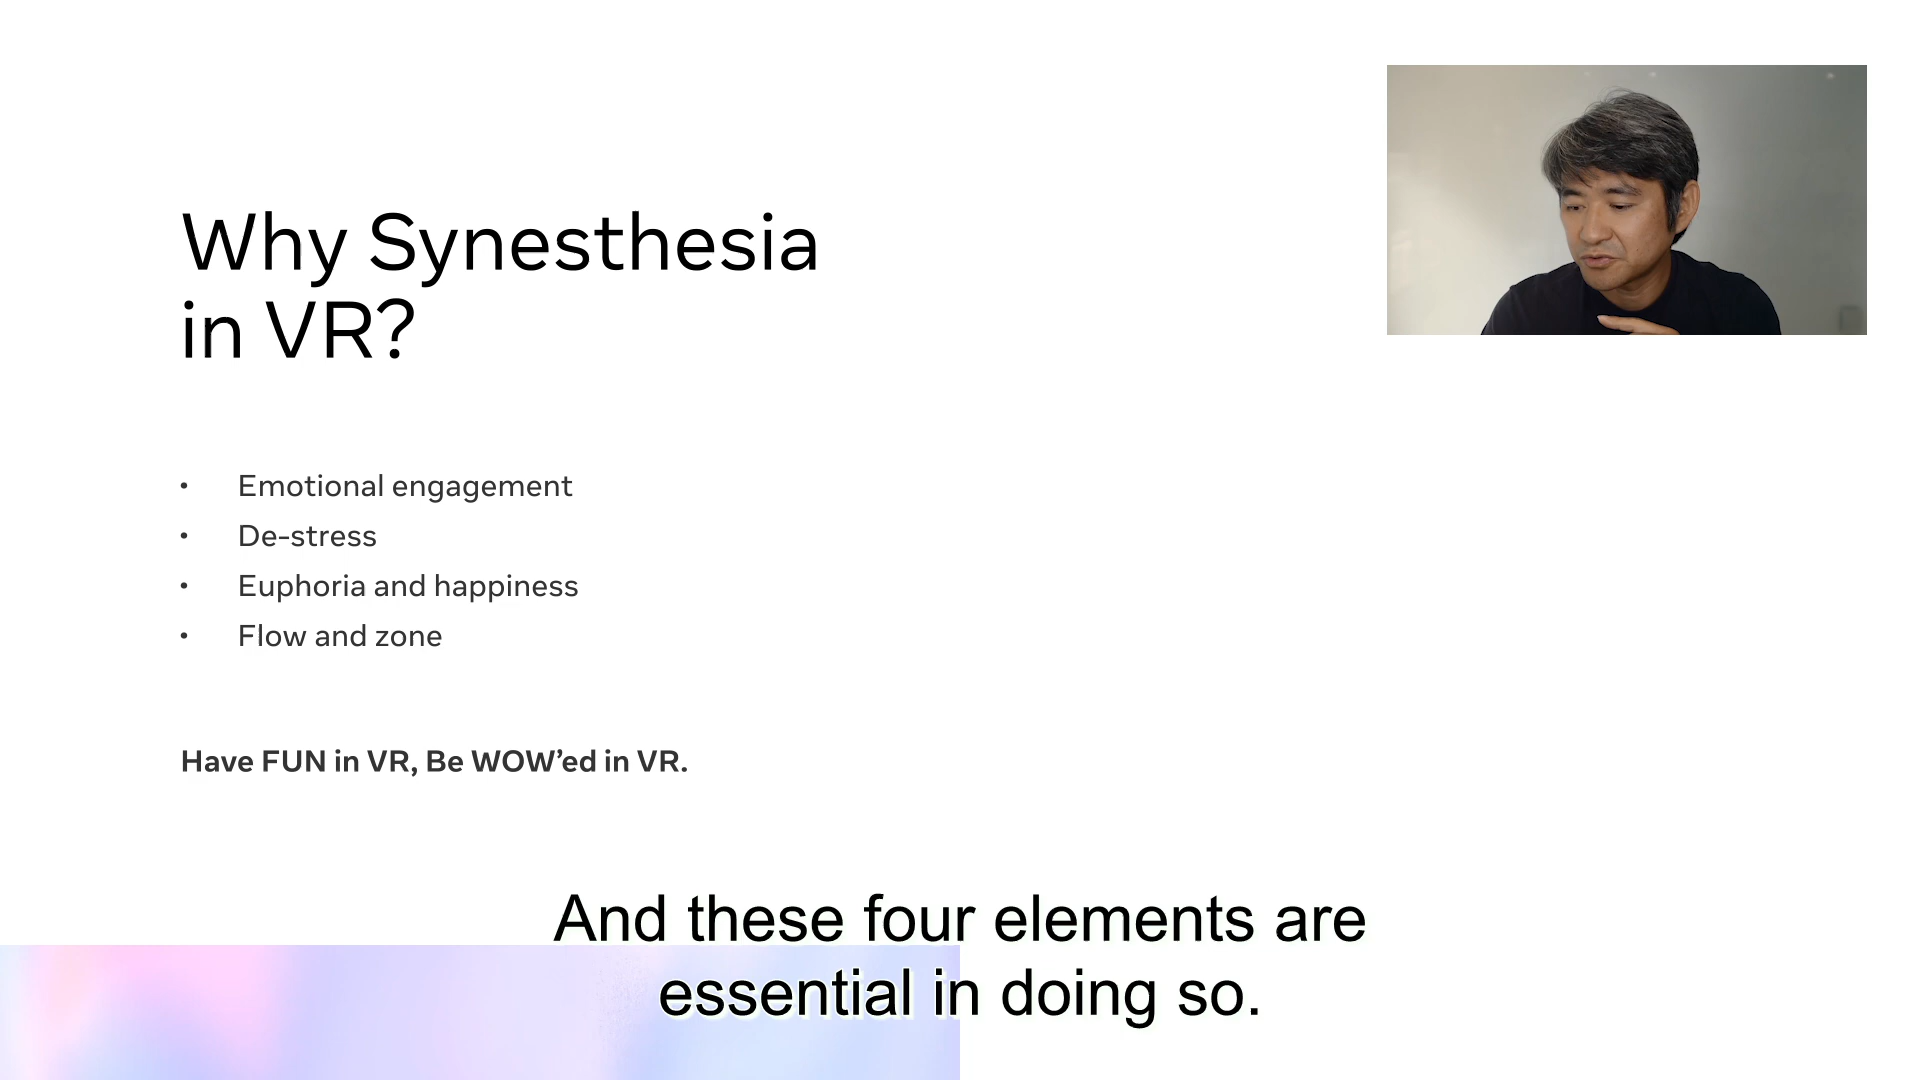 Why Synesthesia
in VR?
• Emotional engagement
• De-stress
• Euphoria and happiness
• Flow and zone
Have FUN in VR, Be WOW’ed in VR.
And these four elements are
essential in doing so.